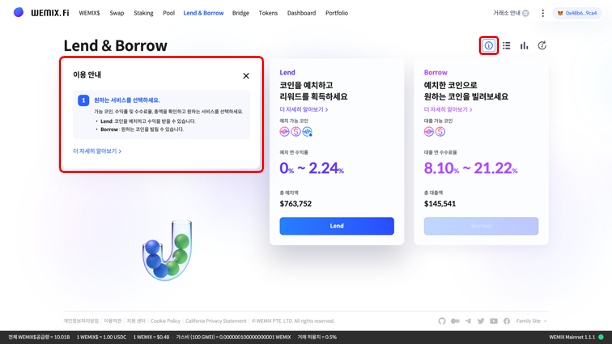 WEMIX.Fi
WEMIX$ Swap Staking Pool Lend & Borrow Bridge Tokens Dashboard Portfolio
거래소 안내
0x48b6...9ca4
Lend & Borrow
이용 안내
1 원하는 서비스를 선택하세요.
가능 코인, 수익률 및 수수료율, 총액을 확인하고 원하는 서비스를 선택하세요.
• Lend: 코인을 예치하고 수익을 받을 수 있습니다.
• Borrow: 원하는 코인을 빌릴 수 있습니다.
더 자세히 알아보기 >
Lend
코인을 예치하고
리워드를 획득하세요
더 자세히 알아보기 >
예치 가능 코인
예치 연 수익률
0% ~ 2.24%
총 예치액
$763,752
Lend
Borrow
예치한 코인으로
원하는 코인을 빌려보세요
더 자세히 알아보기 >
대출 가능 코인
대출 연 수수료율
8.10% ~ 21.22%
총 대출액
$145,541
Borrow
개인정보처리방침 이용약관 지원 센터 Cookie Policy California Privacy Statement © WEMIX PTE. LTD. All rights reserved.
Family Site
전체 WEMIX$공급량 = 10.01B 1 WEMIX$ = 1.00 USDC 1 WEMIX = $0.48 거래 허용치 = 0.5%
WEMIX Mainnet 1.1.1